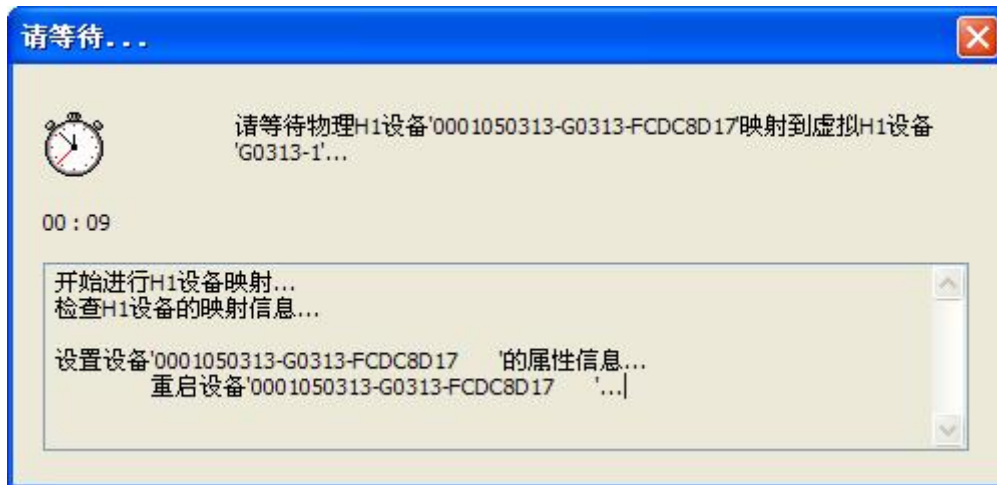 请等待...
请等待物理H1设备'0001050313-G0313-FCDC8D17'映射到虚拟H1设备
'G0313-1'...
00 : 09
开始进行H1设备映射...
检查H1设备的映射信息...
设置设备'0001050313-G0313-FCDC8D17      '的属性信息...
重启设备'0001050313-G0313-FCDC8D17      '...